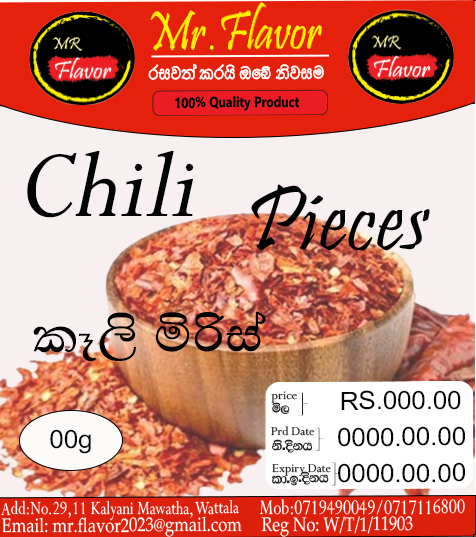 MR
Flavor
Mr. Flavor
රසවත් කරයි ඔබේ නිවසම
100% Quality Product
MR
Flavor
Chili Pieces
කෑලි මිරිස්
00g
price
මිල
RS.000.00
Prd Date
නි.දිනය
0000.00.00
Expiry Date
කා.ඉ.දිනය
0000.00.00
Add:No.29,11 Kalyani Mawatha, Wattala
Mob:0719490049/0717116800
Email: mr.flavor2023@gmail.com
Reg No: W/T/1/11903